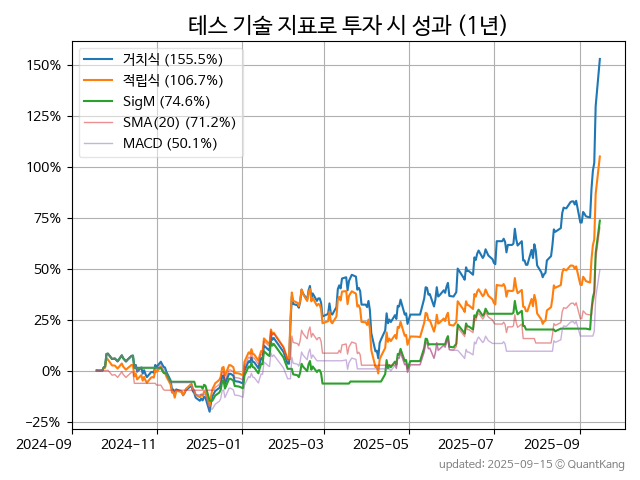 테스 기술 지표로 투자 시 성과 (1년)
거치식 (155.5%)
적립식 (106.7%)
SigM (74.6%)
SMA(20) (71.2%)
MACD (50.1%)
150%
125%
100%
75%
50%
25%
0%
−25%
2024-09
2024-11
2025-01
2025-03
2025-05
2025-07
2025-09
updated: 2025-09-15 © QuantKang